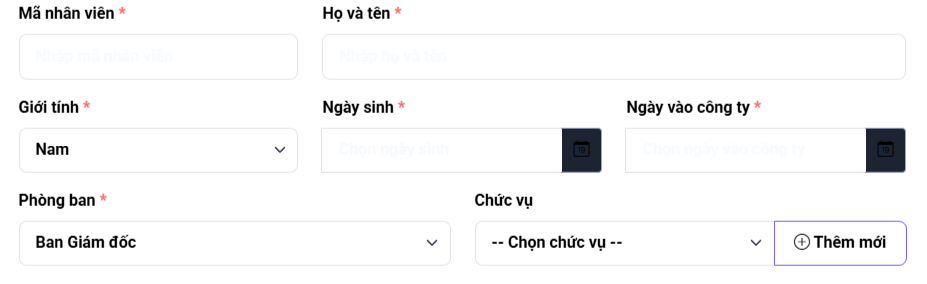 Mã nhân viên *
Họ và tên *
Nhập mã nhân viên
Nhập họ và tên
Giới tính *
Ngày sinh *
Ngày vào công ty *
Nam
Chọn ngày sinh
Chọn ngày vào công ty
Phòng ban *
Chức vụ
Ban Giám đốc
-- Chọn chức vụ --
Thêm mới